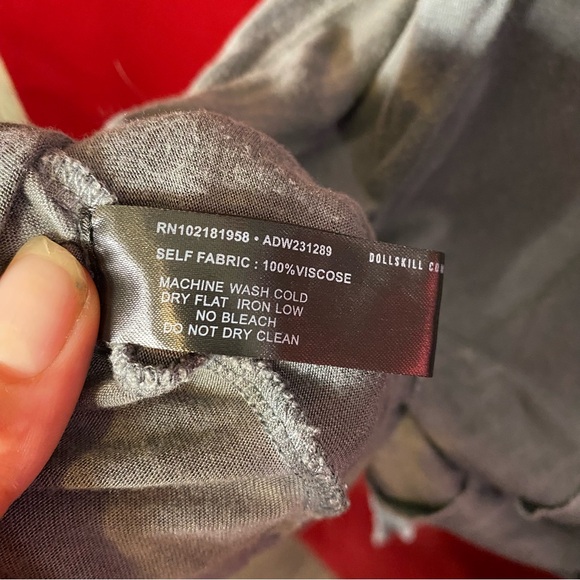 RN102181958 • ADW231289
SELF FABRIC : 100%VISCOSE
MACHINE WASH COLD
DRY FLAT IRON LOW
NO BLEACH
DO NOT DRY CLEAN
DOLLSKILL